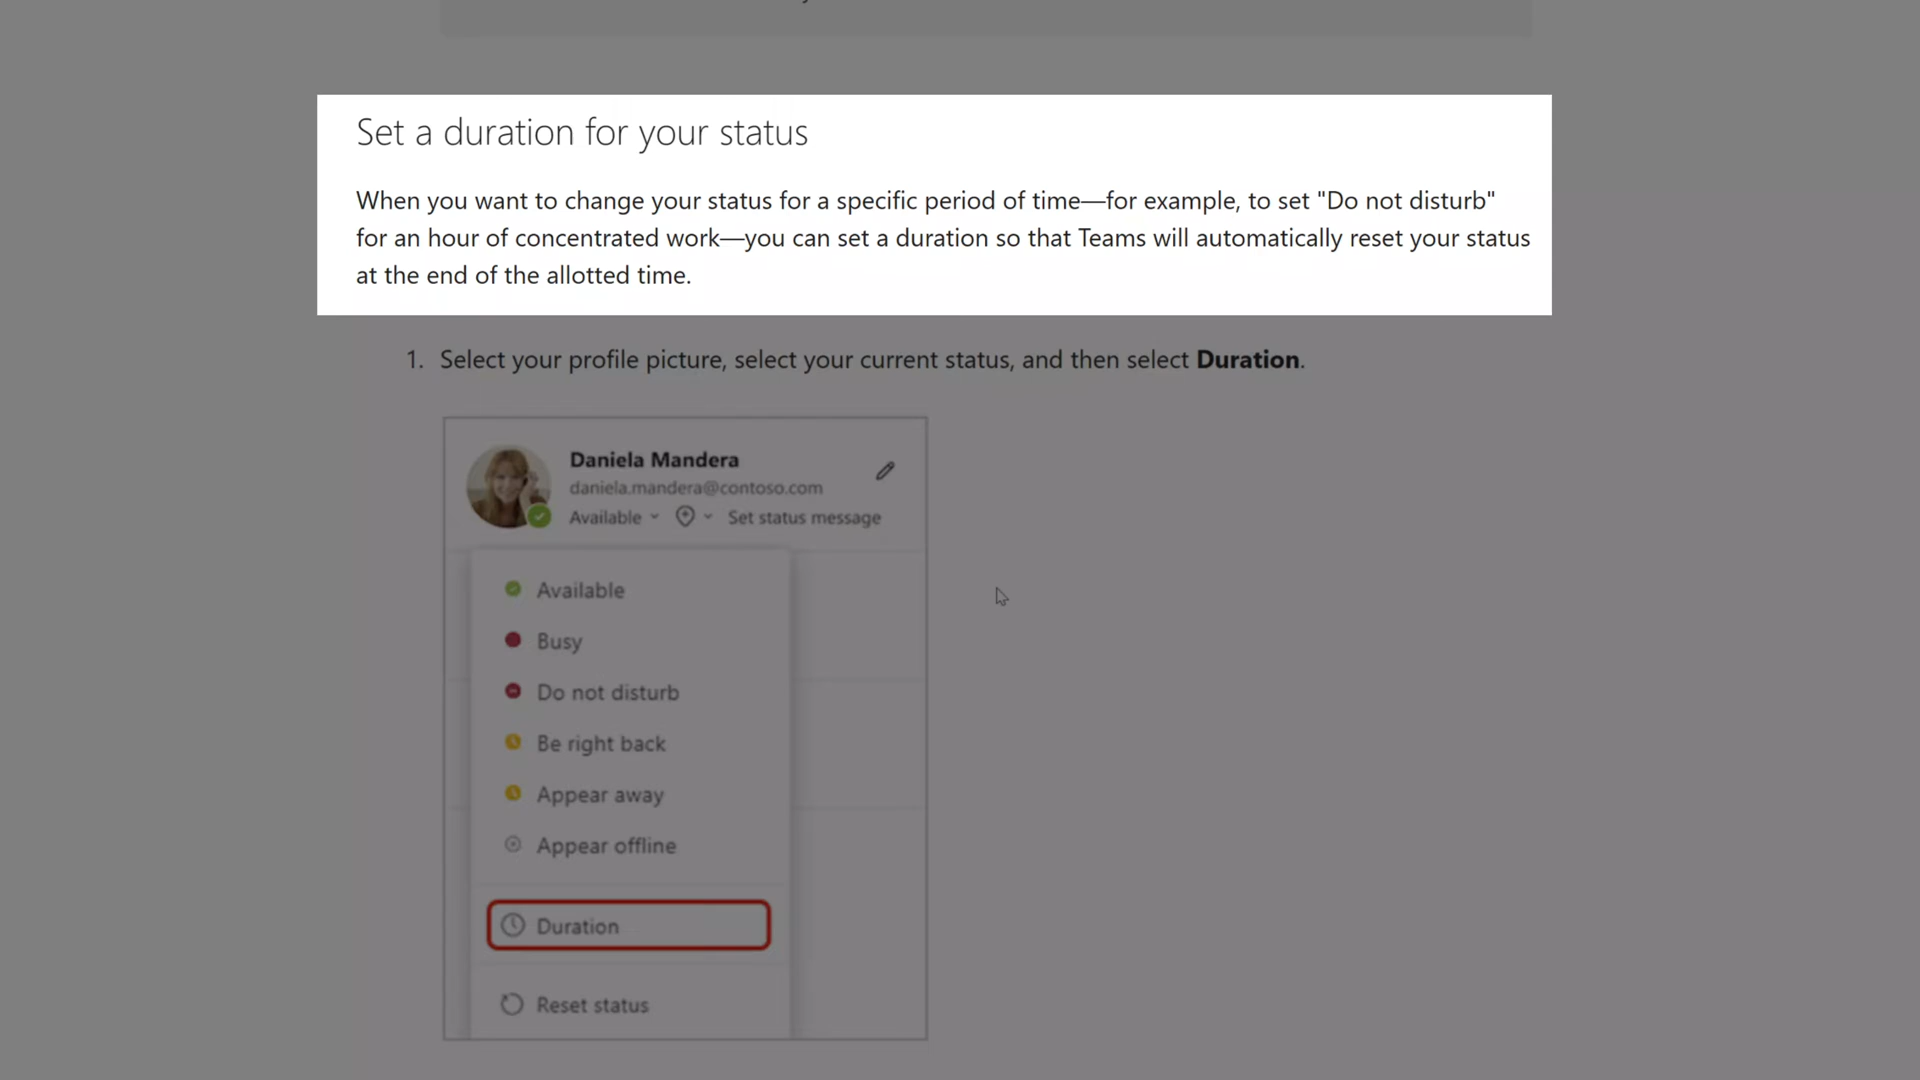 Set a duration for your status
When you want to change your status for a specific period of time—for example, to set "Do not disturb"
for an hour of concentrated work—you can set a duration so that Teams will automatically reset your status
at the end of the allotted time.
1. Select your profile picture, select your current status, and then select Duration.
Daniela Mandera
daniela.mandera@contoso.com
Available Set status message
Available
Busy
Do not disturb
Be right back
Appear away
Appear offline
Duration
Reset status